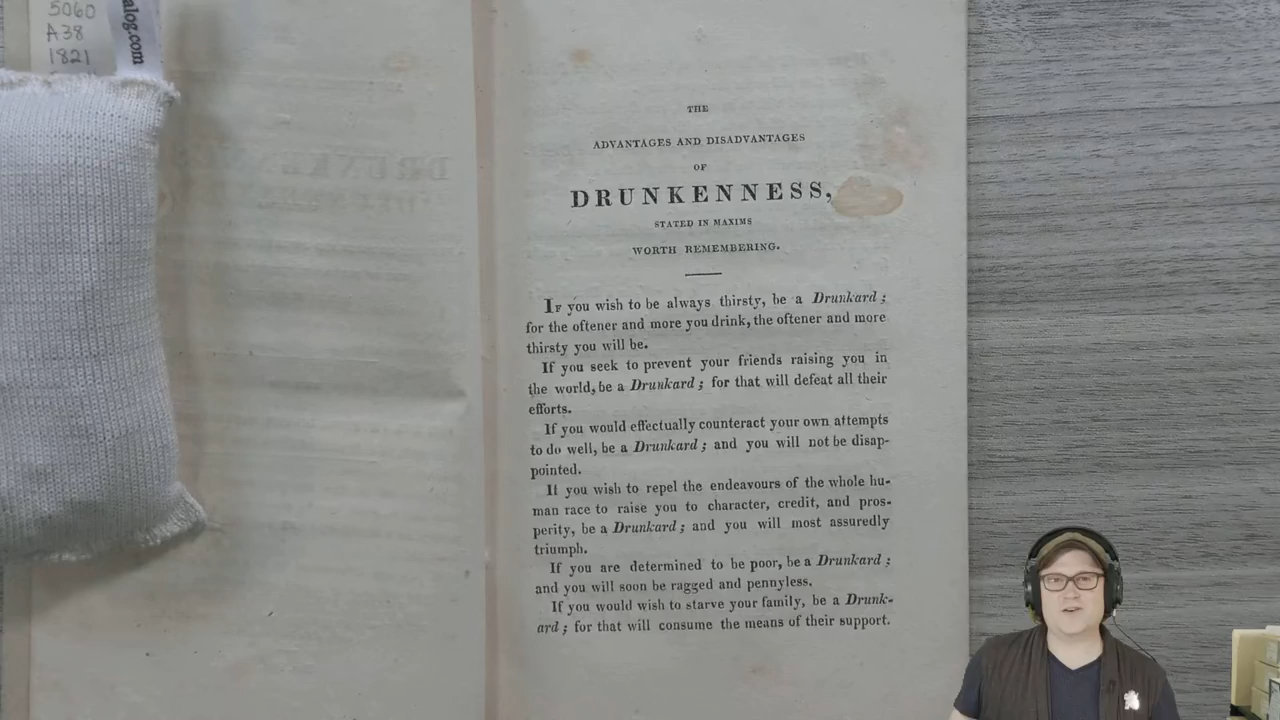 5060
A38
1821
alog.com
THE
ADVANTAGES AND DISADVANTAGES
OF
DRUNKENNESS,
STATED IN MAXIMS
WORTH REMEMBERING.
IF you wish to be always thirsty, be a Drunkard;
for the oftener and more you drink, the oftener and more
thirsty you will be.
If you seek to prevent your friends raising you in
the world, be a Drunkard; for that will defeat all their
efforts.
If you would effectually counteract your own attempts
to do well, be a Drunkard; and you will not be disap-
pointed.
If you wish to repel the endeavours of the whole hu-
man race to raise you to character, credit, and pros-
perity, be a Drunkard; and you will most assuredly
triumph.
If you are determined to be poor, be a Drunkard;
and you will soon be ragged and pennyless.
If you would wish to starve your family, be a Drunk-
ard; for that will consume the means of their support.